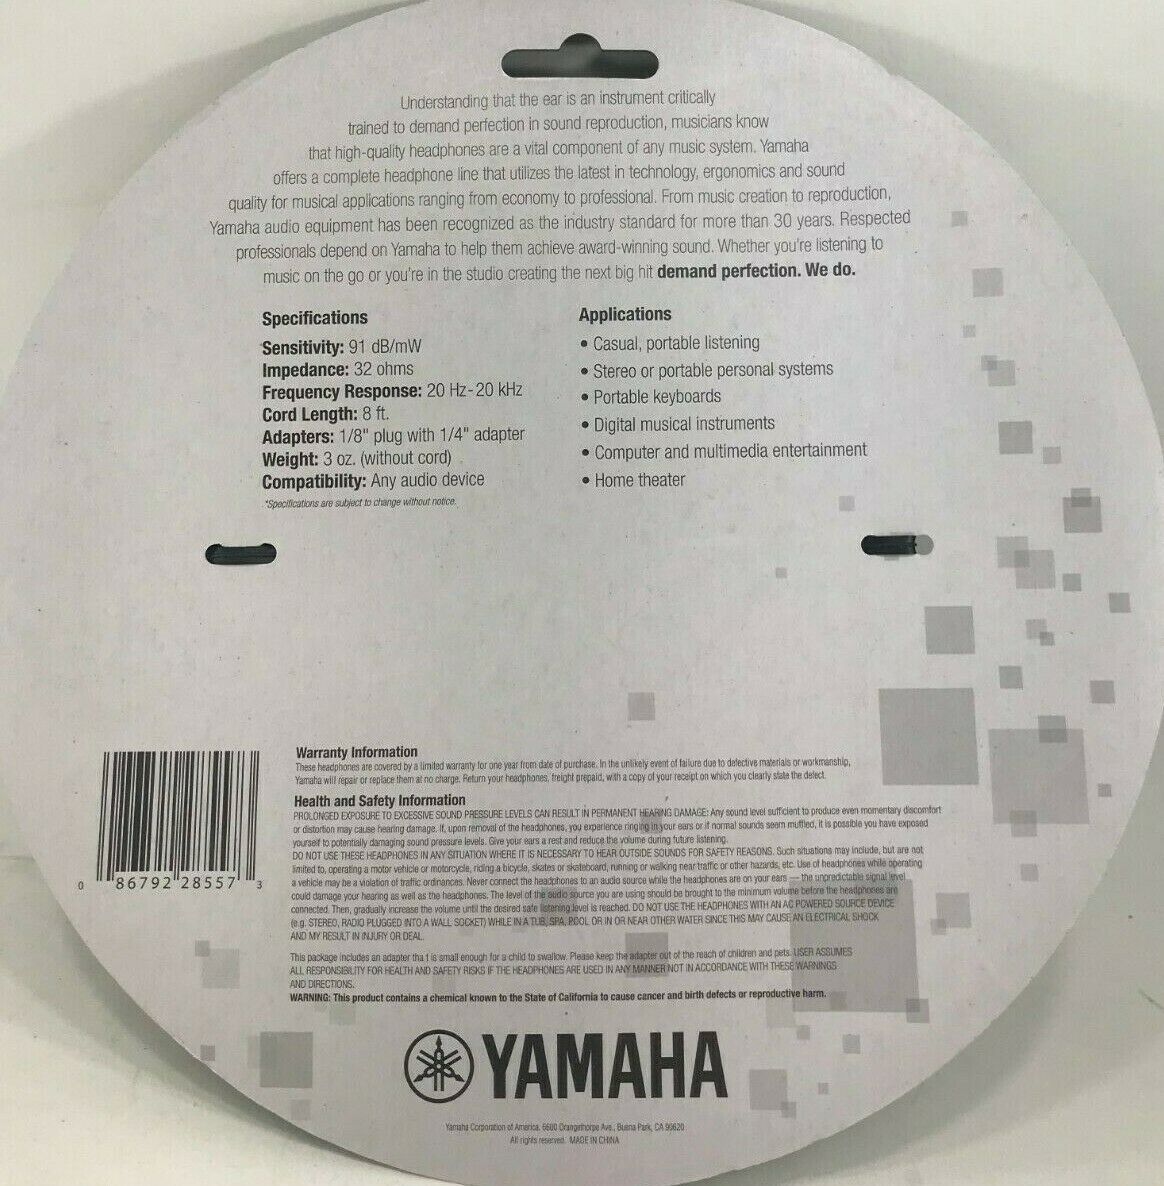 Understanding that the ear is an instrument critically
trained to demand perfection in sound reproduction, musicians know
that high-quality headphones are a vital component of any music system. Yamaha
offers a complete headphone line that utilizes the latest in technology, ergonomics and sound
quality for musical applications ranging from economy to professional. From music creation to reproduction,
Yamaha audio equipment has been recognized as the industry standard for more than 30 years. Respected
professionals depend on Yamaha to help them achieve award-winning sound. Whether you're listening to
music on the go or you're in the studio creating the next big hit demand perfection. We do.
Specifications
Sensitivity: 91 dB/mW
Impedance: 32 ohms
Frequency Response: 20 Hz-20 kHz
Cord Length: 8 ft.
Adapters: 1/8" plug with 1/4" adapter
Weight: 3 oz. (without cord)
Compatibility: Any audio device
*Specifications are subject to change without notice.
Applications
• Casual, portable listening
• Stereo or portable personal systems
• Portable keyboards
• Digital musical instruments
• Computer and multimedia entertainment
• Home theater
Warranty Information
These headphones are covered by a limited warranty for one year from date of purchase. In the unlikely event of failure due to defective materials or workmanship,
Yamaha will repair or replace them at no charge. Return your headphones, freight prepaid, with a copy of your receipt on which you clearly state the defect.
Health and Safety Information
PROLONGED EXPOSURE TO EXCESSIVE SOUND PRESSURE LEVELS CAN RESULT IN PERMANENT HEARING DAMAGE: Any sound level sufficient to produce even momentary discomfort
or distortion may cause hearing damage. If, upon removal of the headphones, you experience ringing in your ears or if normal sounds seem muffled, it is possible you have exposed
yourself to potentially damaging sound pressure levels. Give your ears a rest and reduce the volume during future listening.
DO NOT USE THESE HEADPHONES IN ANY SITUATION WHERE IT IS NECESSARY TO HEAR OUTSIDE SOUNDS FOR SAFETY REASONS. Such situations may include, but are not
limited to, operating a motor vehicle or motorcycle, riding a bicycle, skates or skateboard, running or walking near traffic or other hazards, etc. Use of headphones while operating
a vehicle may be a violation of traffic ordinances. Never connect the headphones to an audio source while the headphones are on your ears — the unpredictable signal level
could damage your hearing as well as the headphones. The level of the audio source you are using should be brought to the minimum volume before the headphones are
connected. Then, gradually increase the volume until the desired safe listening level is reached. DO NOT USE THE HEADPHONES WITH AN AC POWERED SOURCE DEVICE
(e.g. STEREO, RADIO PLUGGED INTO A WALL SOCKET) WHILE IN A TUB, SPA, POOL OR IN OR NEAR OTHER WATER SINCE THIS MAY CAUSE AN ELECTRICAL SHOCK
AND MY RESULT IN INJURY OR DEAL.
This package includes an adapter tha t is small enough for a child to swallow. Please keep the adapter out of the reach of children and pets. USER ASSUMES
ALL RESPONSIBILITY FOR HEALTH AND SAFETY RISKS IF THE HEADPHONES ARE USED IN ANY MANNER NOT IN ACCORDANCE WITH THESE WARNINGS
AND DIRECTIONS.
WARNING: This product contains a chemical known to the State of California to cause cancer and birth defects or reproductive harm.
0 86792 28557 3
YAMAHA
Yamaha Corporation of America, 6600 Orangethorpe Ave., Buena Park, CA 90620
All rights reserved. MADE IN CHINA